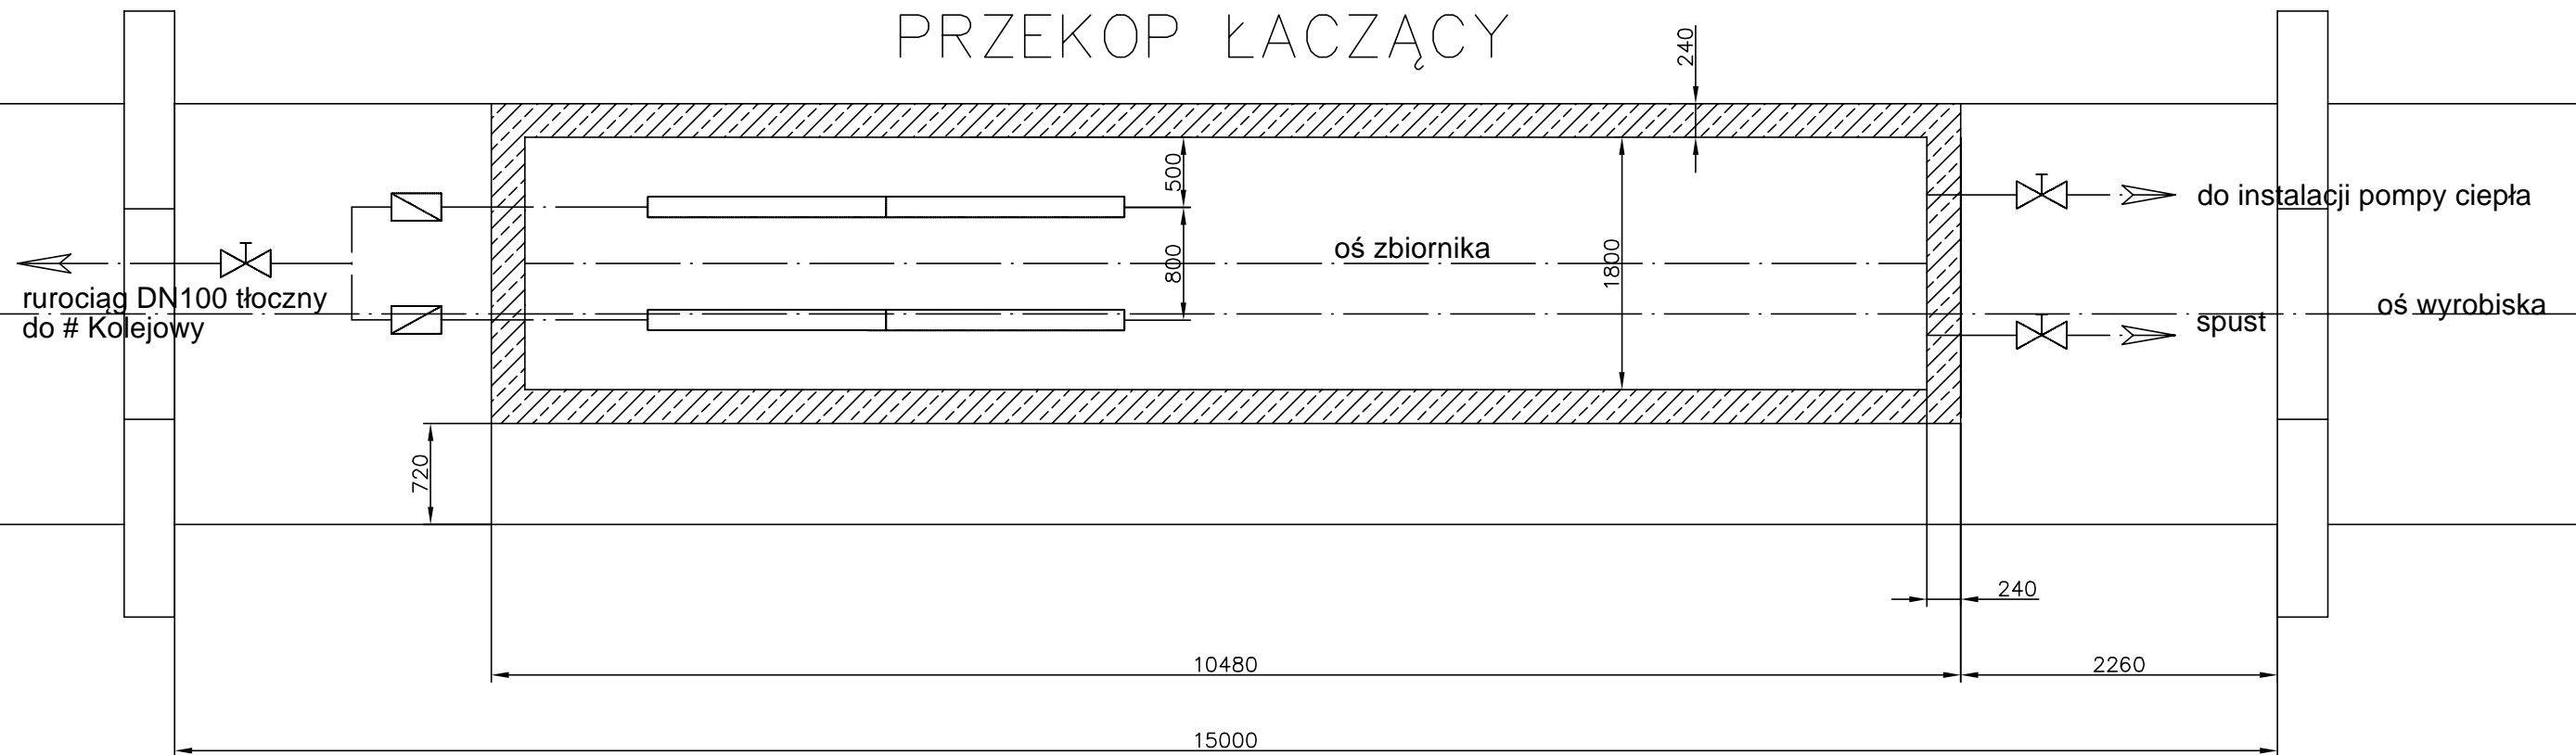 PRZEKOP ŁACZĄCY
240
500
do instalacji pompy ciepła
oś zbiornika
800
1800
rurociąg DN100 tłoczny
do # Kolejowy
spust
oś wyrobiska
720
240
10480
2260
15000